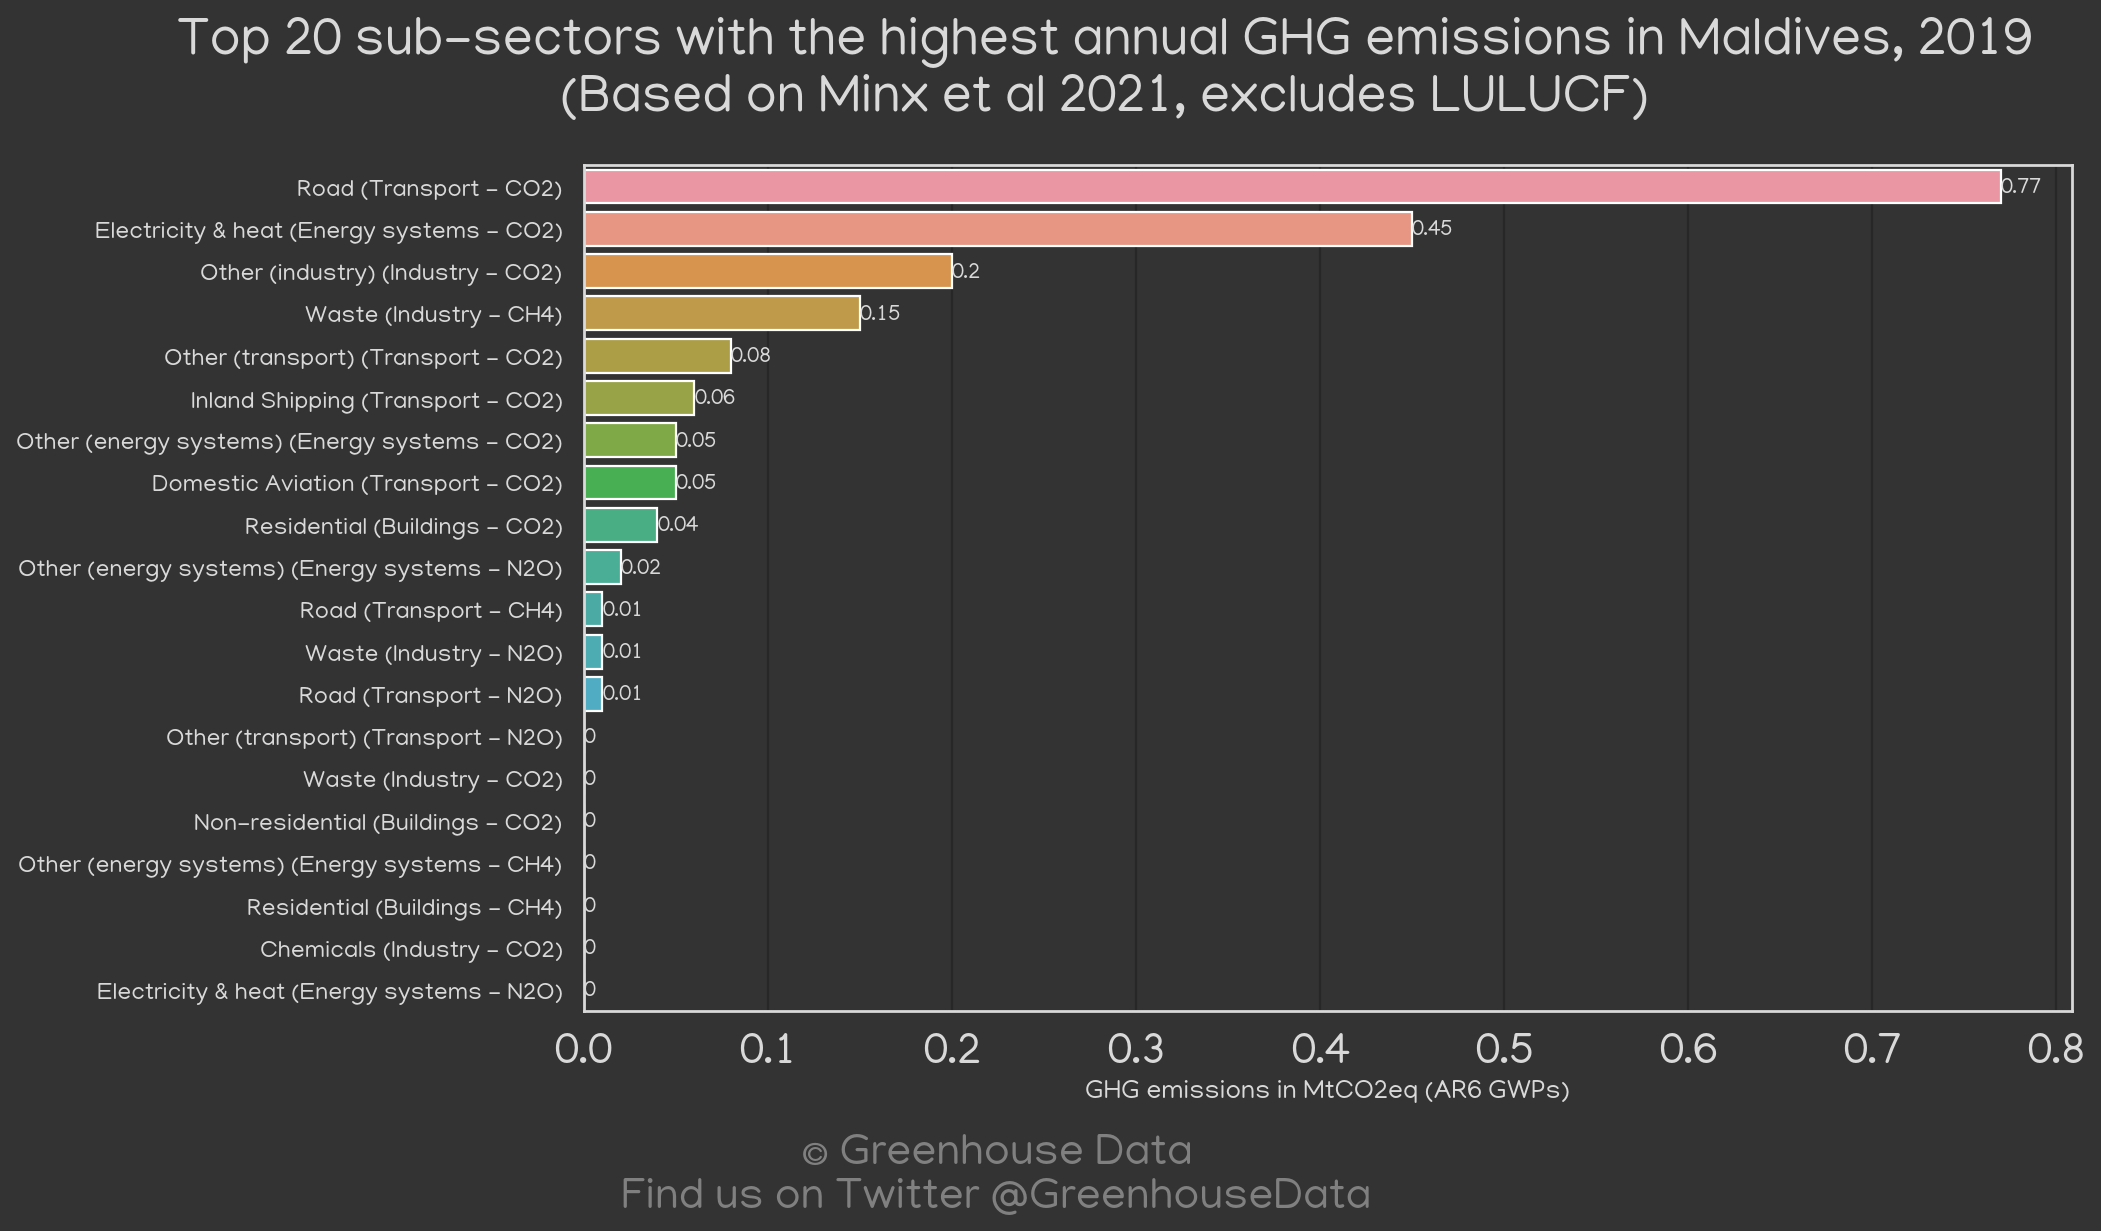 Top 20 sub-sectors with the highest annual GHG emissions in Maldives, 2019
(Based on Minx et al 2021, excludes LULUCF)
Road (Transport - CO2) 0.77
Electricity & heat (Energy systems - CO2) 0.45
Other (industry) (Industry - CO2) 0.2
Waste (Industry - CH4) 0.15
Other (transport) (Transport - CO2) 0.08
Inland Shipping (Transport - CO2) 0.06
Other (energy systems) (Energy systems - CO2) 0.05
Domestic Aviation (Transport - CO2) 0.05
Residential (Buildings - CO2) 0.04
Other (energy systems) (Energy systems - N2O) 0.02
Road (Transport - CH4) 0.01
Waste (Industry - N2O) 0.01
Road (Transport - N2O) 0.01
Other (transport) (Transport - N2O) 0
Waste (Industry - CO2) 0
Non-residential (Buildings - CO2) 0
Other (energy systems) (Energy systems - CH4) 0
Residential (Buildings - CH4) 0
Chemicals (Industry - CO2) 0
Electricity & heat (Energy systems - N2O) 0
0.0 0.1 0.2 0.3 0.4 0.5 0.6 0.7 0.8
GHG emissions in MtCO2eq (AR6 GWPs)
© Greenhouse Data
Find us on Twitter @GreenhouseData